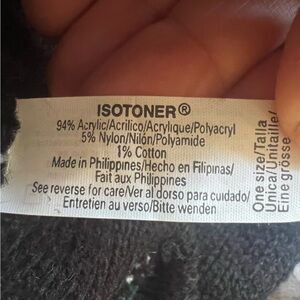 ISOTONER®
94% Acrylic/Acrilico/Acrylique/Polyacryl
5% Nylon/Nilón/Polyamide
1% Cotton
Made in Philippines/Hecho en Filipinas/
Fait aux Philippines
See reverse for care/Ver al dorso para cuidado/
Entretien au verso/Bitte wenden
One size/Talla
Unica/Unitaille/
Eine grösse